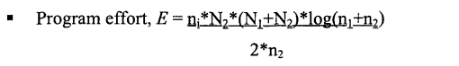 ▪ Program effort, E = n₁*N₂*(N₁+N₂)*log(n₁+n₂)
2*n₂